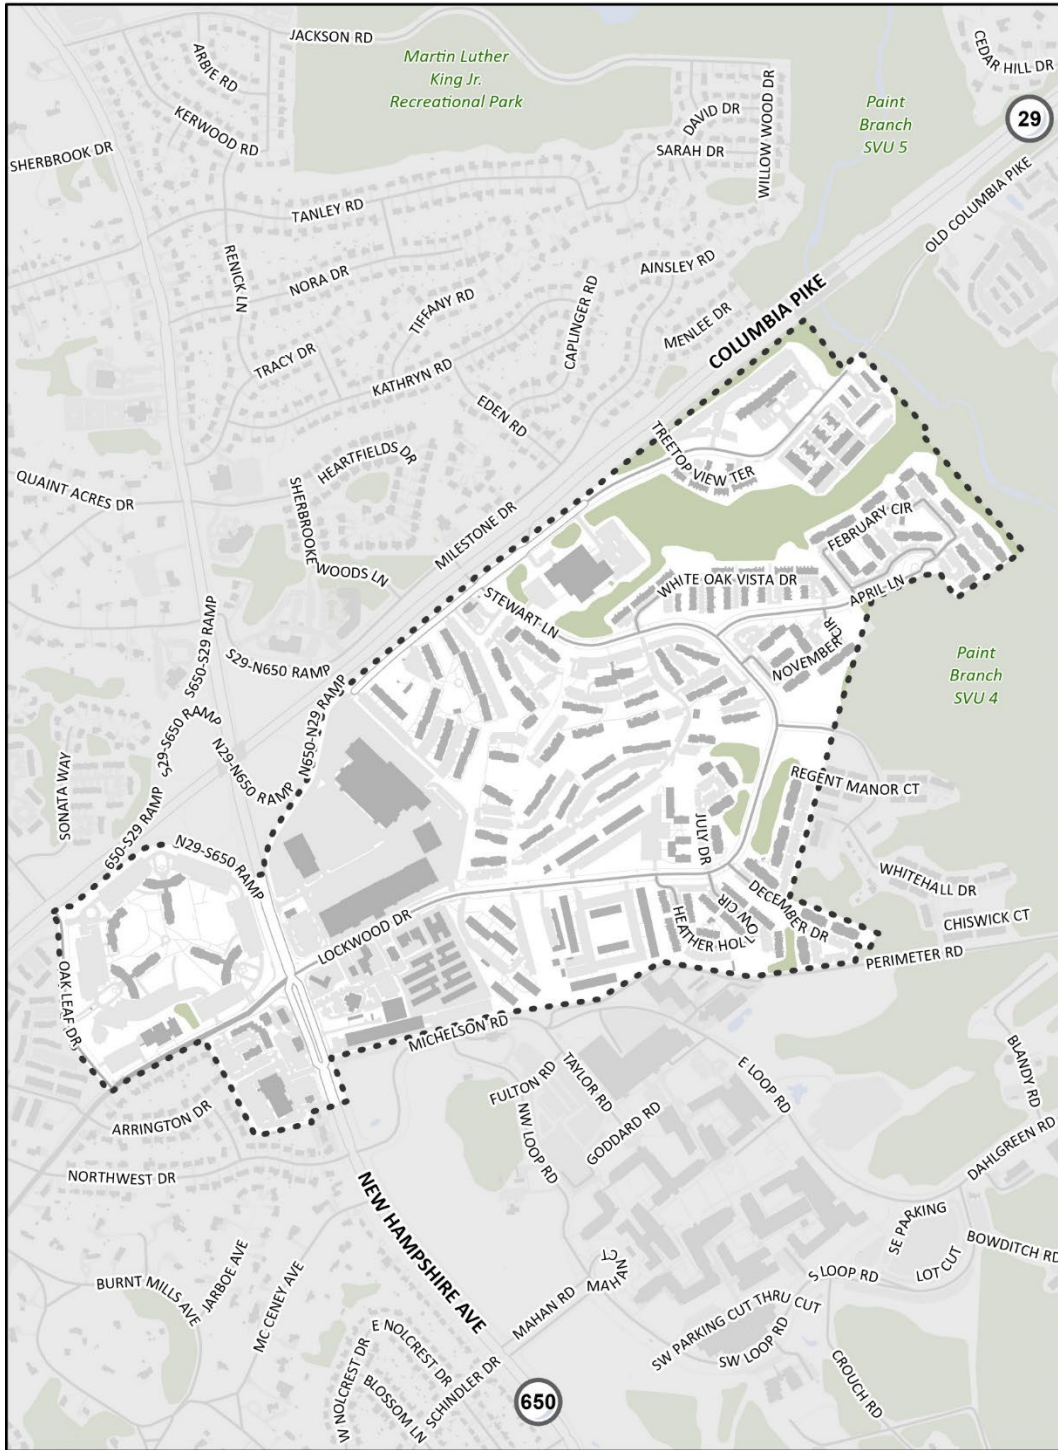 JACKSON RD
CEDAR HILL DR
ARBIE RD
Martin Luther
King Jr.
Recreational Park
KERWOOD RD
DAVID DR
WILLOW WOOD DR
Paint
Branch
SVU 5
29
SHERBROOK DR
SARAH DR
OLD COLUMBIA PIKE
TANLEY RD
RENICK LN
NORA DR
AINSLEY RD
TIFFANY RD
CAPLINGER RD
MENLEE DR
COLUMBIA PIKE
TRACY DR
KATHRYN RD
EDEN RD
TREETOP VIEW TER
HEARTFIELDS DR
QUAINT ACRES DR
SHERBROOKE
WOODS LN
MILESTONE DR
FEBRUARY CIR
WHITE OAK VISTA DR
APRIL LN
STEWART LN
NOVEMBER CIR
S650-S29 RAMP
S29-N650 RAMP
Paint
Branch
SVU 4
S29-S650 RAMP
N650-N29 RAMP
N29-N650 RAMP
SONATA WAY
650-S29 RAMP
REGENT MANOR CT
JULY DR
N29-S650 RAMP
WHITEHALL DR
DECEMBER DR
CHISWICK CT
LOCKWOOD DR
HEATHER HOLLOW CIR
PERIMETER RD
OAK LEAF DR
MICHELSON RD
BLANDY RD
FULTON RD
TAYLOR RD
E LOOP RD
ARRINGTON DR
NW LOOP RD
GODDARD RD
DAHLGREEN RD
NORTHWEST DR
NEW HAMPSHIRE AVE
SE PARKING
LOT CUT
BOWDITCH RD
BURNT MILLS AVE
JARBOE AVE
MC CENEY AVE
MAHAN CT
S LOOP RD
MAHAN RD
SW PARKING CUT THRU CUT
SW LOOP RD
E NOLCREST DR
W NOLCREST DR
BLOSSOM LN
SCHINDLER DR
CROUCH RD
650